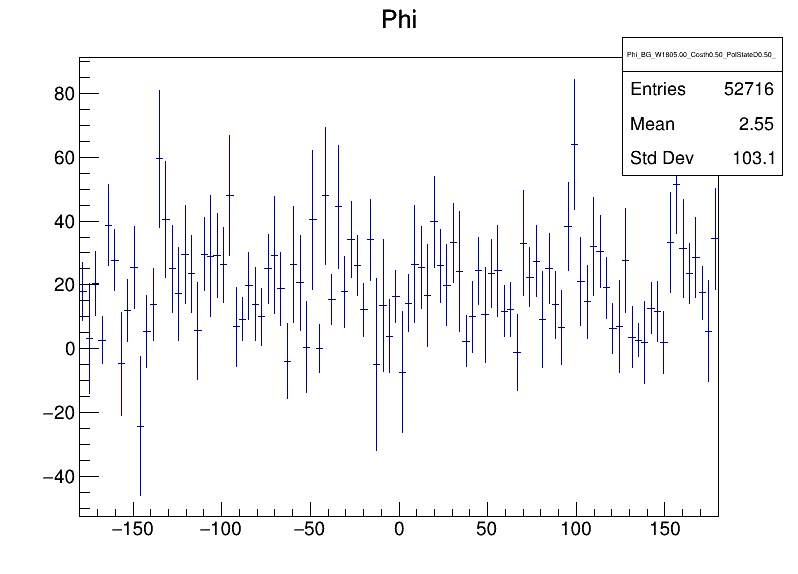 Phi
Phi_BG_W1805.00_Costh0.50_PolStateD0.50_
Entries 52716
Mean 2.55
Std Dev 103.1
80
60
40
20
0
−20
−40
−150 −100 −50 0 50 100 150